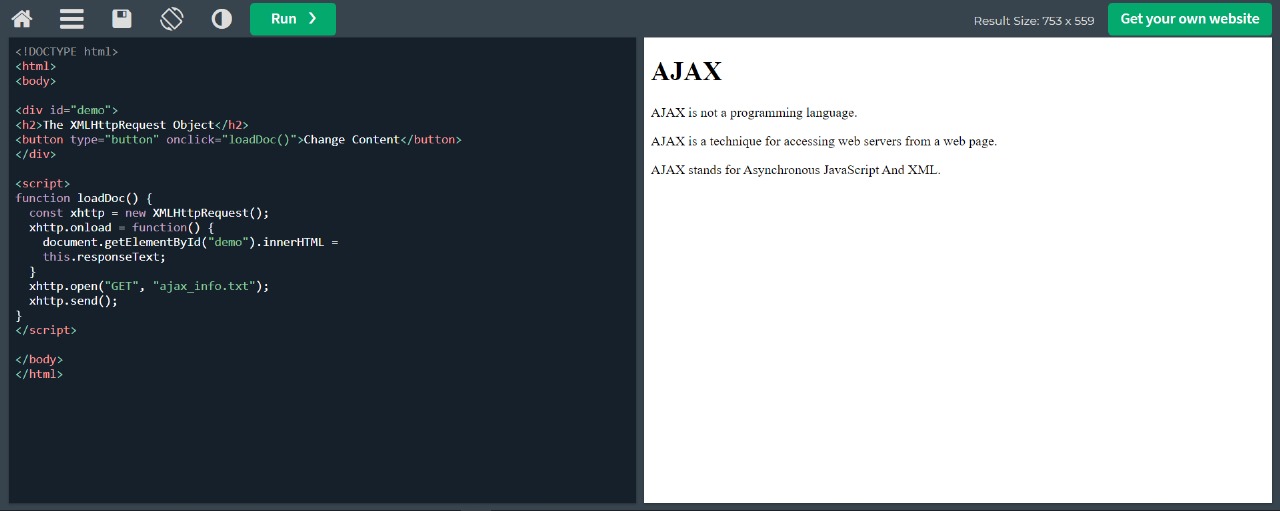 Run ❯
Result Size: 753 x 559
Get your own website
<!DOCTYPE html>
<html>
<body>

<div id="demo">
<h2>The XMLHttpRequest Object</h2>
<button type="button" onclick="loadDoc()">Change Content</button>
</div>

<script>
function loadDoc() {
  const xhttp = new XMLHttpRequest();
  xhttp.onload = function() {
    document.getElementById("demo").innerHTML =
    this.responseText;
  }
  xhttp.open("GET", "ajax_info.txt");
  xhttp.send();
}
</script>

</body>
</html>
AJAX
AJAX is not a programming language.
AJAX is a technique for accessing web servers from a web page.
AJAX stands for Asynchronous JavaScript And XML.